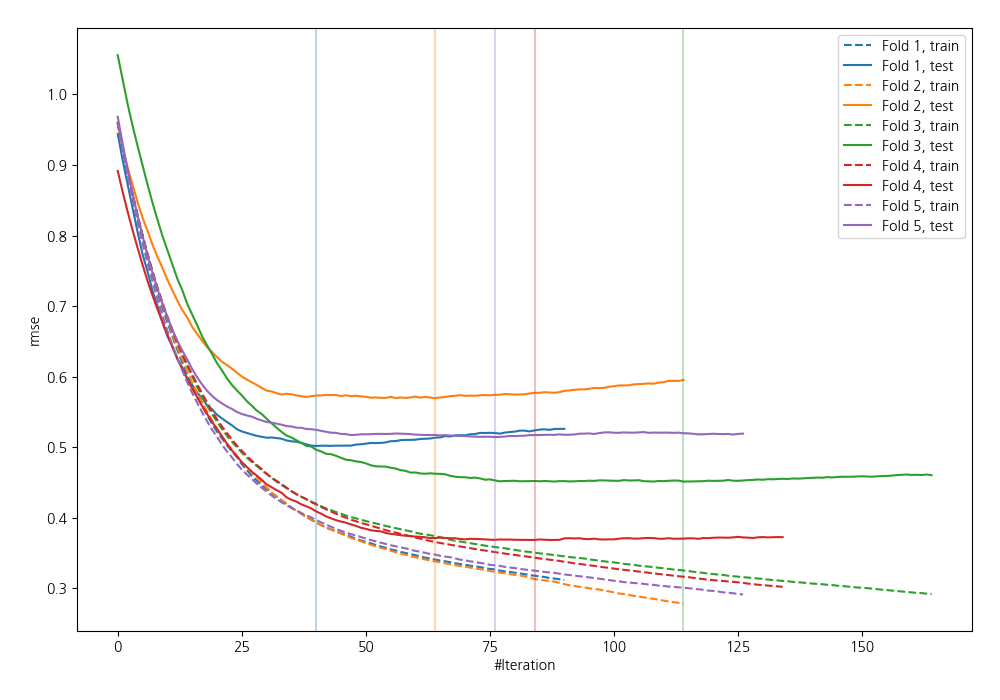 Fold 1, train
Fold 1, test
Fold 2, train
Fold 2, test
Fold 3, train
Fold 3, test
Fold 4, train
Fold 4, test
Fold 5, train
Fold 5, test
1.0
0.9
0.8
0.7
0.6
0.5
0.4
0.3
rmse
0 25 50 75 100 125 150
#Iteration